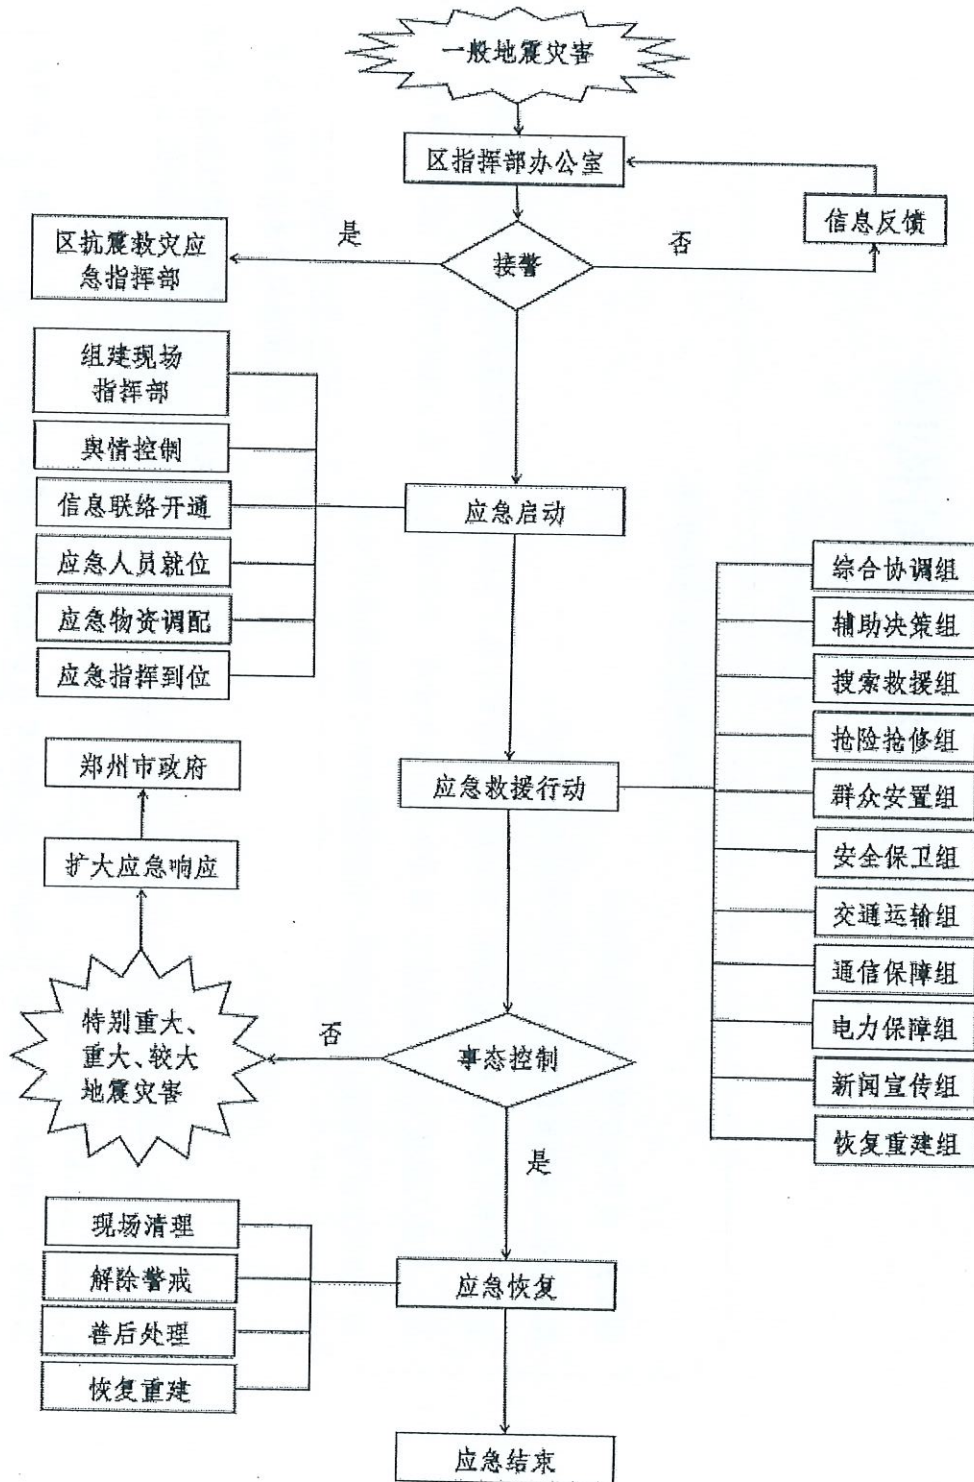 一般地震灾害
区指挥部办公室
信息反馈
是
否
区抗震救灾应
急指挥部
接警
组建现场
指挥部
舆情控制
信息联络开通
应急启动
应急人员就位
应急物资调配
应急指挥到位
综合协调组
辅助决策组
搜索救援组
抢险抢修组
群众安置组
安全保卫组
交通运输组
通信保障组
电力保障组
新闻宣传组
恢复重建组
郑州市政府
应急救援行动
扩大应急响应
特别重大、
重大、较大
地震灾害
否
事态控制
是
现场清理
解除警戒
善后处理
恢复重建
应急恢复
应急结束